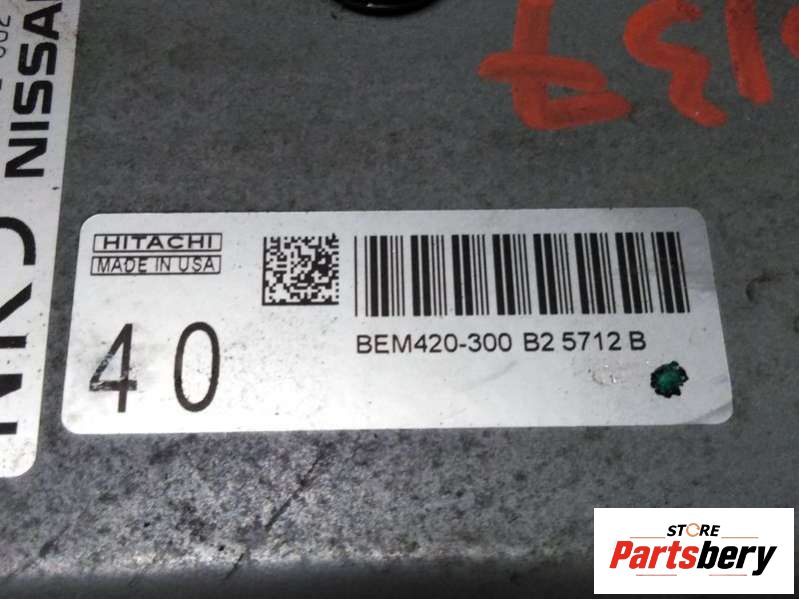 NISSAN
HITACHI
MADE IN USA
40
BEM420-300 B2 5712 B
STORE
Partsbery